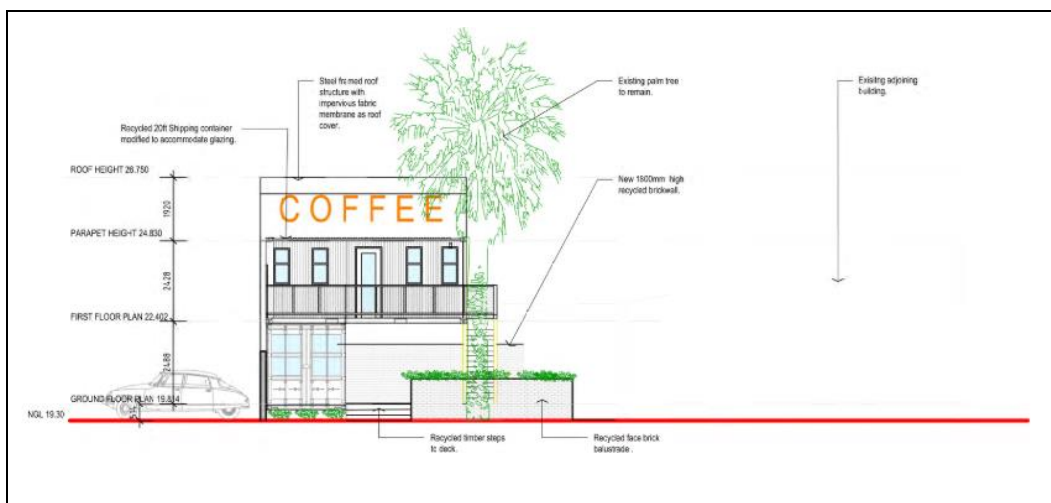 Steel framed roof
structure with
impervious fabric
membrane as roof
cover.
Existing palm tree
to remain.
Exisitng adjoining
building.
Recycled 20ft Shipping container
modified to accommodate glazing.
ROOF HEIGHT 26.750
New 1800mm high
recycled brickwall.
1920
COFFEE
PARAPET HEIGHT 24.830
2428
FIRST FLOOR PLAN 22.402
2488
GROUND FLOOR PLAN 19.814
NGL 19.30
Recycled timber steps
to deck.
Recycled face brick
balustrade .